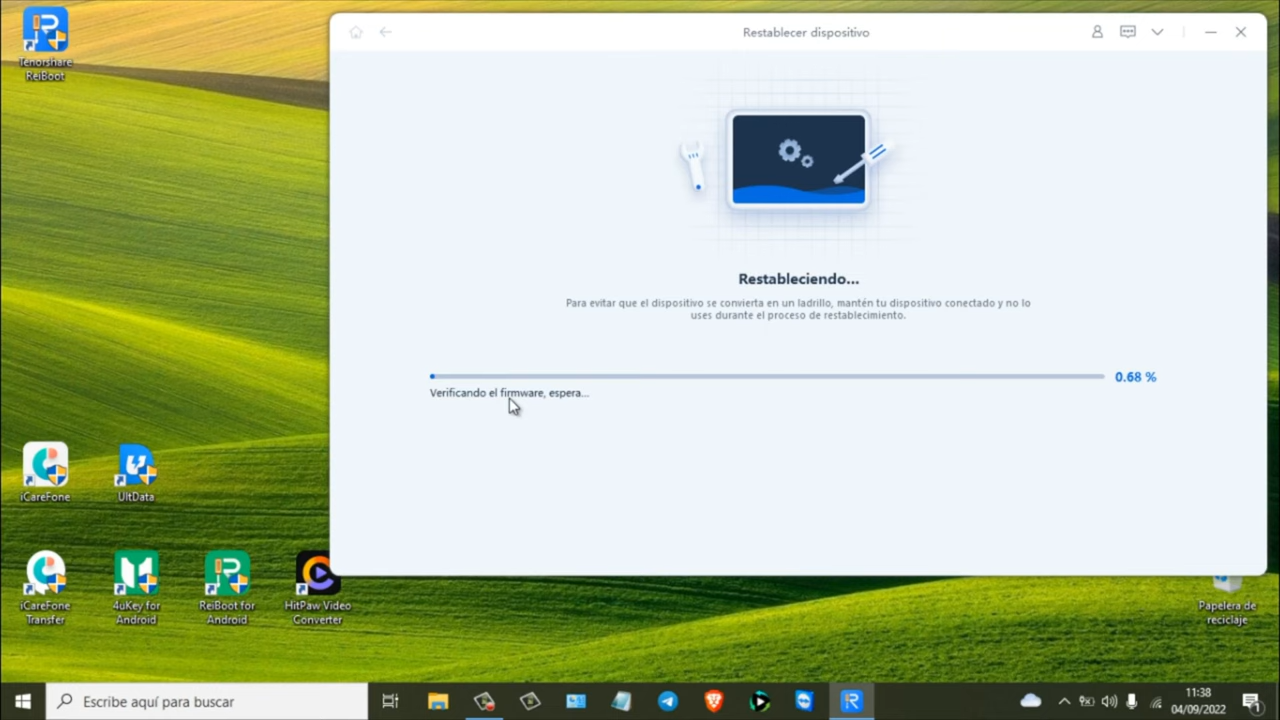 Tenorshare
ReiBoot
Restablecer dispositivo
Restableciendo...
Para evitar que el dispositivo se convierta en un ladrillo, mantén tu dispositivo conectado y no lo
uses durante el proceso de restablecimiento.
0.68 %
Verificando el firmware, espera...
iCareFone
UltData
iCareFone
Transfer
4uKey for
Android
ReiBoot for
Android
HitPaw Video
Converter
Papelera de
reciclaje
Escribe aquí para buscar
11:38
04/09/2022
1